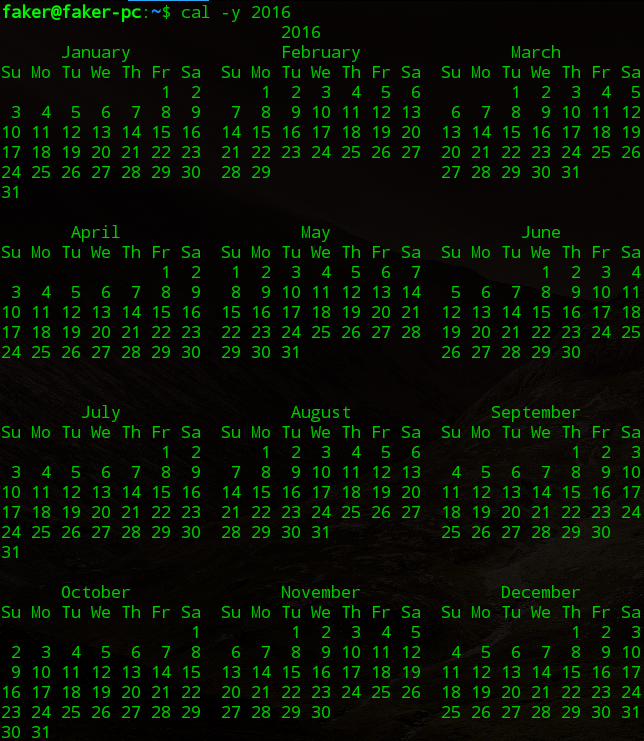 faker@faker-pc:~$ cal -y 2016
                            2016
      January               February               March
Su Mo Tu We Th Fr Sa  Su Mo Tu We Th Fr Sa  Su Mo Tu We Th Fr Sa
                1  2      1  2  3  4  5  6         1  2  3  4  5
 3  4  5  6  7  8  9   7  8  9 10 11 12 13   6  7  8  9 10 11 12
10 11 12 13 14 15 16  14 15 16 17 18 19 20  13 14 15 16 17 18 19
17 18 19 20 21 22 23  21 22 23 24 25 26 27  20 21 22 23 24 25 26
24 25 26 27 28 29 30  28 29                 27 28 29 30 31
31
       April                  May                   June
Su Mo Tu We Th Fr Sa  Su Mo Tu We Th Fr Sa  Su Mo Tu We Th Fr Sa
                1  2   1  2  3  4  5  6  7            1  2  3  4
 3  4  5  6  7  8  9   8  9 10 11 12 13 14   5  6  7  8  9 10 11
10 11 12 13 14 15 16  15 16 17 18 19 20 21  12 13 14 15 16 17 18
17 18 19 20 21 22 23  22 23 24 25 26 27 28  19 20 21 22 23 24 25
24 25 26 27 28 29 30  29 30 31              26 27 28 29 30
        July                 August              September
Su Mo Tu We Th Fr Sa  Su Mo Tu We Th Fr Sa  Su Mo Tu We Th Fr Sa
                1  2      1  2  3  4  5  6               1  2  3
 3  4  5  6  7  8  9   7  8  9 10 11 12 13   4  5  6  7  8  9 10
10 11 12 13 14 15 16  14 15 16 17 18 19 20  11 12 13 14 15 16 17
17 18 19 20 21 22 23  21 22 23 24 25 26 27  18 19 20 21 22 23 24
24 25 26 27 28 29 30  28 29 30 31           25 26 27 28 29 30
31
      October               November              December
Su Mo Tu We Th Fr Sa  Su Mo Tu We Th Fr Sa  Su Mo Tu We Th Fr Sa
                   1         1  2  3  4  5               1  2  3
 2  3  4  5  6  7  8   6  7  8  9 10 11 12   4  5  6  7  8  9 10
 9 10 11 12 13 14 15  13 14 15 16 17 18 19  11 12 13 14 15 16 17
16 17 18 19 20 21 22  20 21 22 23 24 25 26  18 19 20 21 22 23 24
23 24 25 26 27 28 29  27 28 29 30           25 26 27 28 29 30 31
30 31